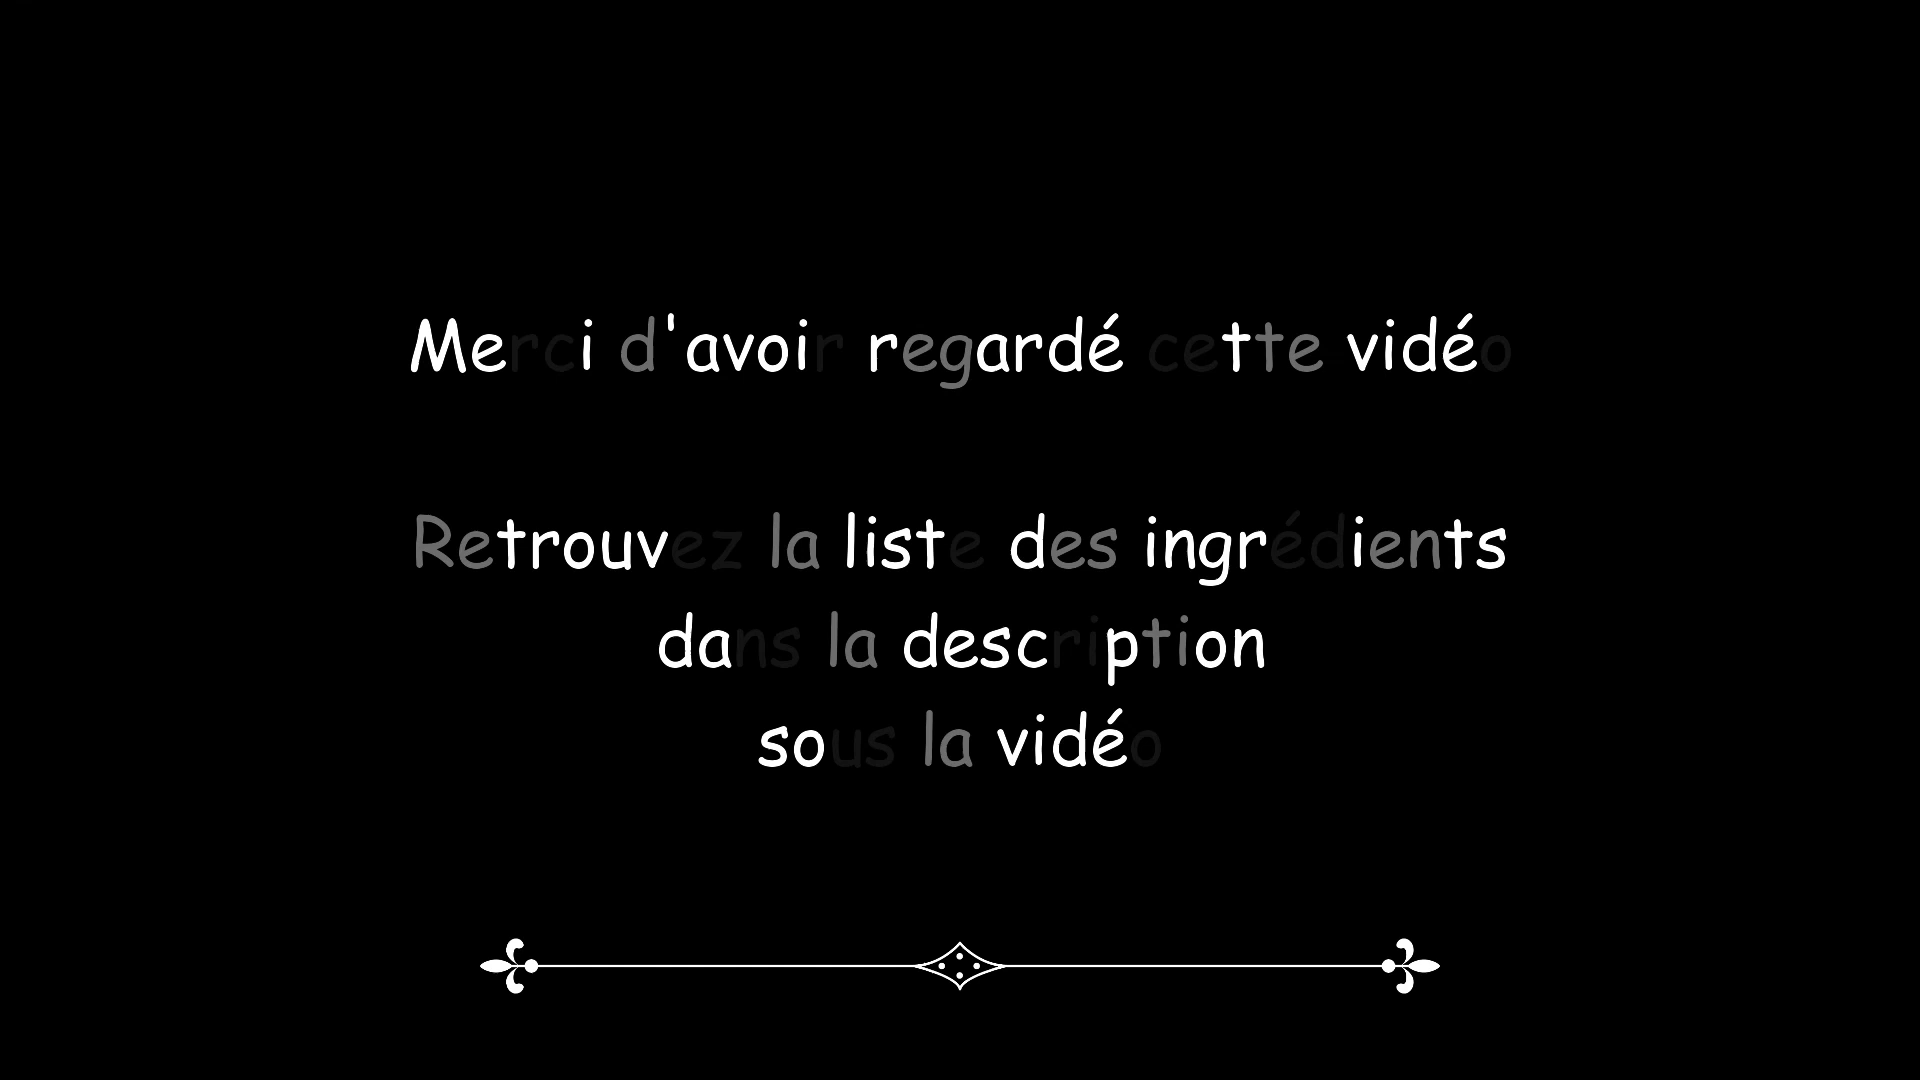 Merci d'avoir regardé cette vidéo
Retrouvez la liste des ingrédients
dans la description
sous la vidéo